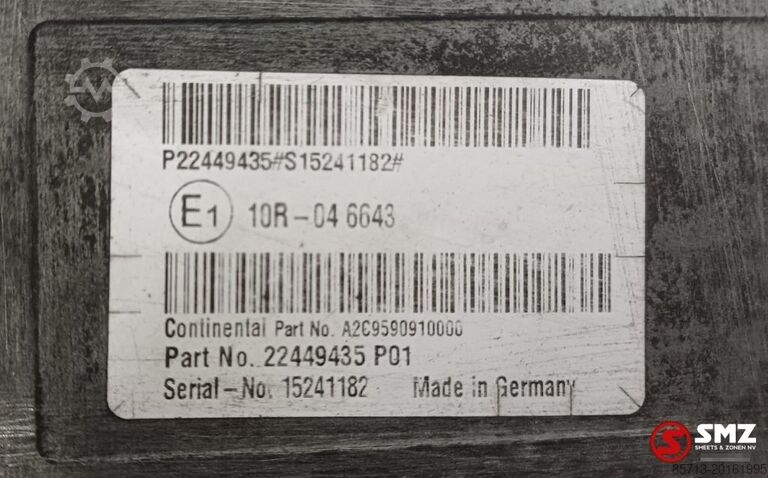 P22449435#S15241182#
E1 10R-04 6643
Continental Part No. A2C9590910000
Part No. 22449435 P01
Serial-No. 15241182 Made in Germany
SMZ
SHEETS & ZONEN NV
85713-20161995